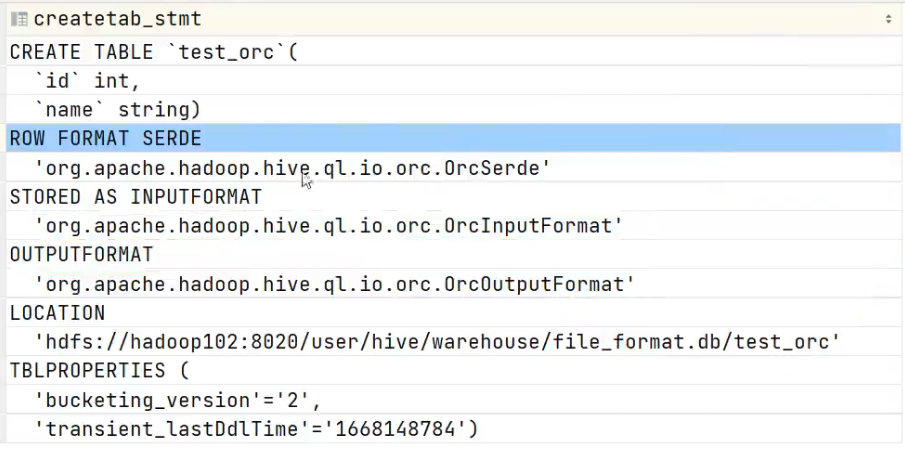 createtab_stmt
CREATE TABLE `test_orc`(
  `id` int,
  `name` string)
ROW FORMAT SERDE
  'org.apache.hadoop.hive.ql.io.orc.OrcSerde'
STORED AS INPUTFORMAT
  'org.apache.hadoop.hive.ql.io.orc.OrcInputFormat'
OUTPUTFORMAT
  'org.apache.hadoop.hive.ql.io.orc.OrcOutputFormat'
LOCATION
  'hdfs://hadoop102:8020/user/hive/warehouse/file_format.db/test_orc'
TBLPROPERTIES (
  'bucketing_version'='2',
  'transient_lastDdlTime'='1668148784')